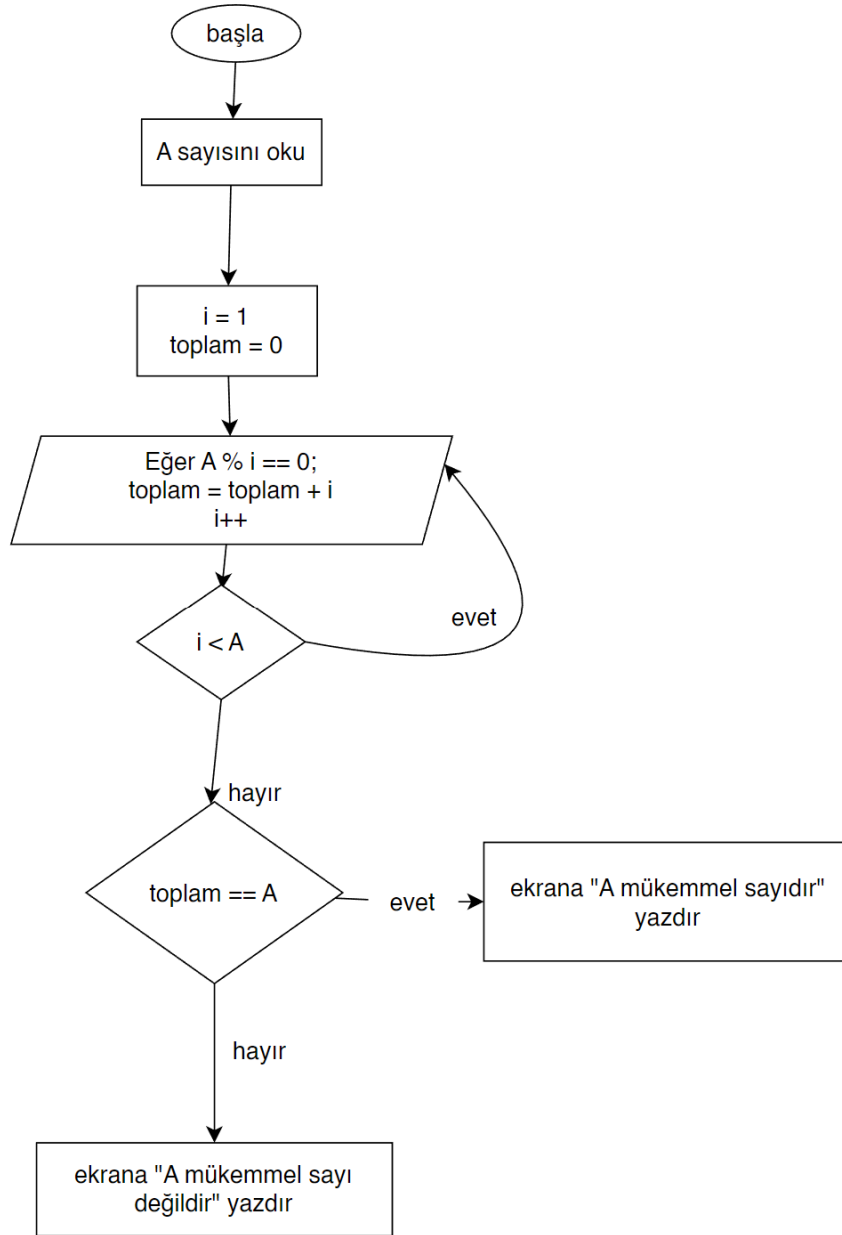 başla
A sayısını oku
i = 1
toplam = 0
Eğer A % i == 0;
toplam = toplam + i
i++
i < A
evet
hayır
toplam == A
evet
ekrana "A mükemmel sayıdır"
yazdır
hayır
ekrana "A mükemmel sayı
değildir" yazdır